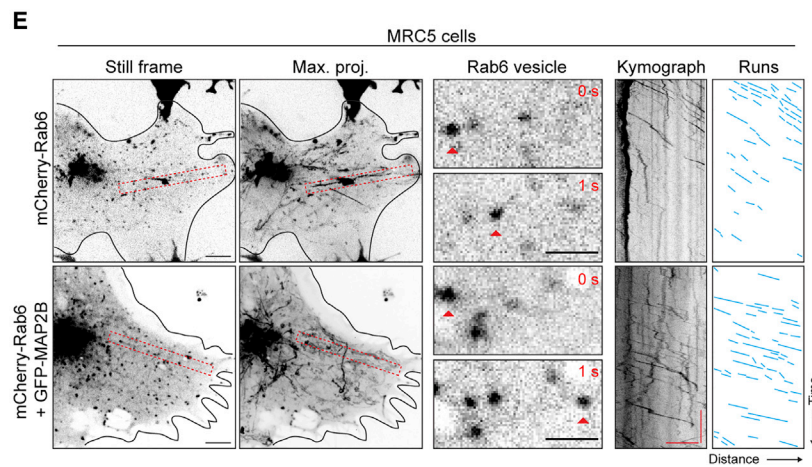 E
MRC5 cells
Still frame Max. proj. Rab6 vesicle Kymograph Runs
mCherry-Rab6
0 s
1 s
mCherry-Rab6
+ GFP-MAP2B
0 s
1 s
Distance